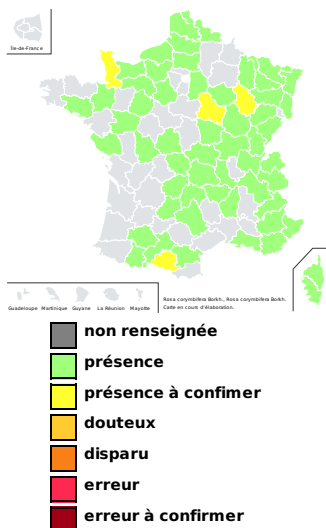 Île-de-France
Guadeloupe Martinique Guyane La Réunion Mayotte
Rosa corymbifera Borkh., Rosa corymbifera Borkh.
Carte en cours d'élaboration.
non renseignée
présence
présence à confimer
douteux
disparu
erreur
erreur à confirmer